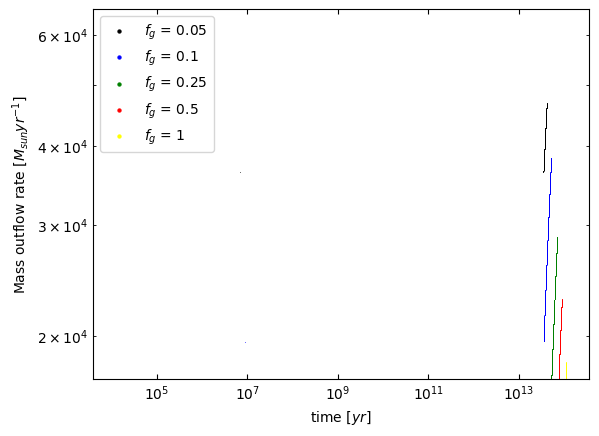 6 × 10^4
4 × 10^4
3 × 10^4
2 × 10^4
Mass outflow rate [M_{sun}yr^{-1}]
f_g = 0.05
f_g = 0.1
f_g = 0.25
f_g = 0.5
f_g = 1
10^5 10^7 10^9 10^{11} 10^{13}
time [yr]